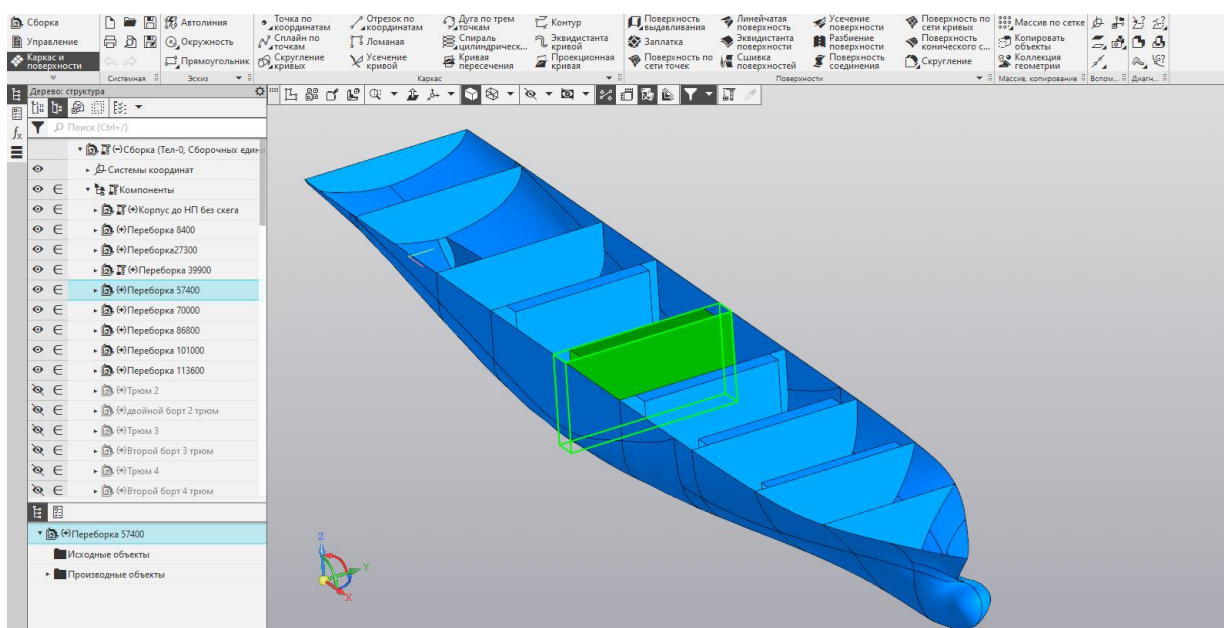 Сборка
Управление
Каркас и поверхности
Системная
Автолиния
Окружность
Прямоугольник
Эскиз
Точка по координатам
Сплайн по точкам
Скругление кривых
Отрезок по координатам
Ломаная
Усечение кривой
Дуга по трем точкам
Спираль цилиндрическ...
Кривая пересечения
Контур
Эквидистанта кривой
Проекционная кривая
Каркас
Поверхность выдавливания
Заплатка
Поверхность по сети точек
Линейчатая поверхность
Эквидистанта поверхности
Сшивка поверхностей
Усечение поверхности
Разбиение поверхности
Поверхность соединения
Поверхность по сети кривых
Поверхность конического с...
Скругление
Поверхности
Массив по сетке
Копировать объекты
Коллекция геометрии
Массив, копирование
Вспом...
Диагн...
Дерево: структура
Поиск (Ctrl+/)
(-)Сборка (Тел-0, Сборочных един
Системы координат
Компоненты
(+)Корпус до НП без скега
(+)Переборка 8400
(+)Переборка27300
(+)Переборка 39900
(+)Переборка 57400
(+)Переборка 70000
(+)Переборка 86800
(+)Переборка 101000
(+)Переборка 113600
(+)Трюм 2
(+)двойной борт 2 трюм
(+)Трюм 3
(+)Второй борт 3 трюм
(+)Трюм 4
(+)Второй борт 4 трюм
(+)Переборка 57400
Исходные объекты
Производные объекты
Z
Y
X